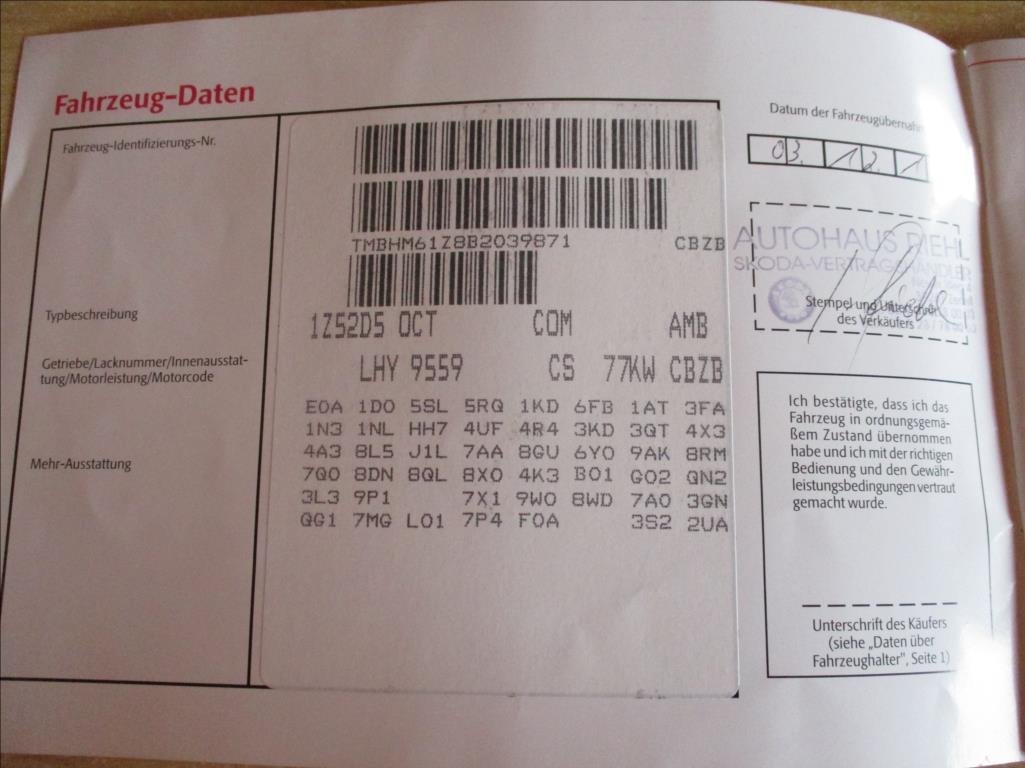 Fahrzeug-Daten
Fahrzeug-Identifizierungs-Nr.
TMBHM61Z8B2039871 CBZB
Typbeschreibung
1Z52D5 OCT COM AMB
Getriebe/Lacknummer/Innenausstat-
tung/Motorleistung/Motorcode
LHY 9559 CS 77KW CBZB
Mehr-Ausstattung
E0A 1D0 5SL 5RQ 1KD 6FB 1AT 3FA
1N3 1NL HH7 4UF 4R4 3KD 3QT 4X3
4A3 8L5 J1L 7AA 8GU 6Y0 9AK 8RM
7Q0 8DN 8QL 8X0 4K3 B01 G02 QN2
3L3 9P1 7X1 9W0 8WD 7A0 3GN
QG1 7MG L01 7P4 F0A 3S2 2UA
Datum der Fahrzeugübernah
03. 12. 1
AUTOHAUS RIEHL
SKODA-VERTRAGSHÄNDLER
Stempel und Unterschrift
des Verkäufers
Ich bestätigte, dass ich das
Fahrzeug in ordnungsgemä-
ßem Zustand übernommen
habe und ich mit der richtigen
Bedienung und den Gewähr-
leistungsbedingungen vertraut
gemacht wurde.
Unterschrift des Käufers
(siehe „Daten über
Fahrzeughalter", Seite 1)